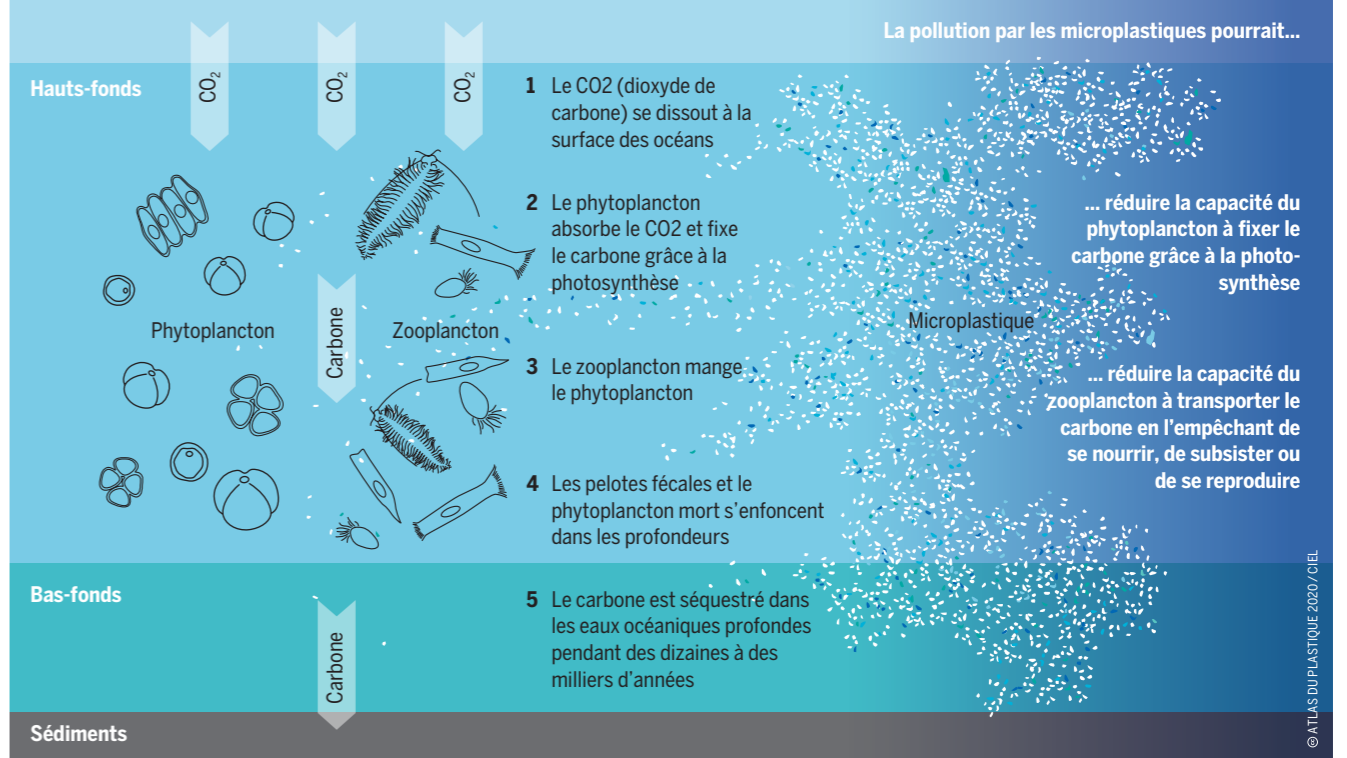 La pollution par les microplastiques pourrait...
Hauts-fonds
CO₂
CO₂
CO₂
1 Le CO2 (dioxyde de
carbone) se dissout à la
surface des océans
2 Le phytoplancton
absorbe le CO2 et fixe
le carbone grâce à la
photosynthèse
... réduire la capacité du
phytoplancton à fixer le
carbone grâce à la photo-
synthèse
Phytoplancton
Carbone
Zooplancton
Microplastique
3 Le zooplancton mange
le phytoplancton
... réduire la capacité du
zooplancton à transporter le
carbone en l’empêchant de
se nourrir, de subsister ou
de se reproduire
4 Les pelotes fécales et le
phytoplancton mort s’enfoncent
dans les profondeurs
Bas-fonds
Carbone
5 Le carbone est séquestré dans
les eaux océaniques profondes
pendant des dizaines à des
milliers d’années
Sédiments
© ATLAS DU PLASTIQUE 2020 / CIEL